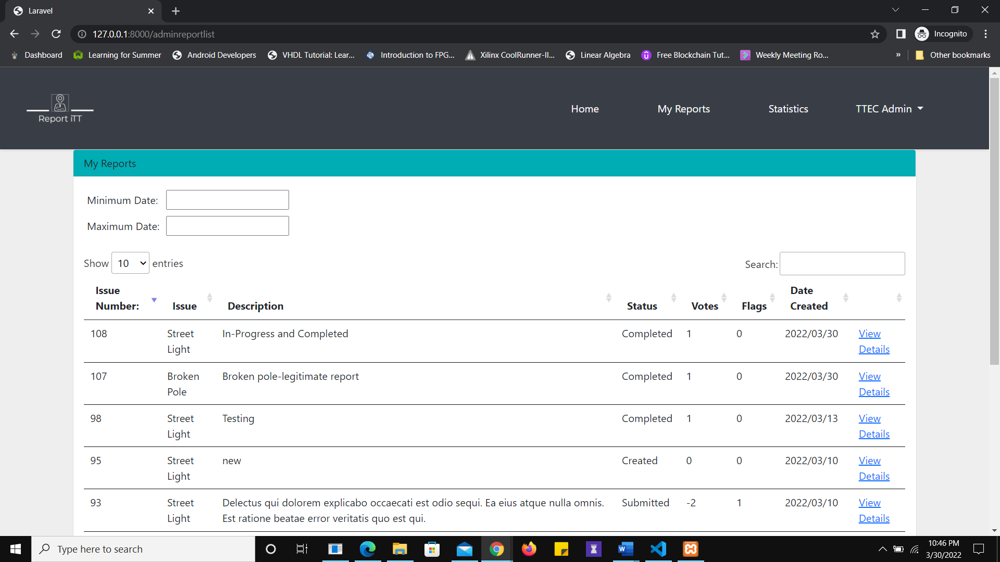 Laravel
127.0.0.1:8000/adminreportlist
Incognito
Dashboard
Learning for Summer
Android Developers
VHDL Tutorial: Lear...
Introduction to FPG...
Xilinx CoolRunner-II...
Linear Algebra
Free Blockchain Tut...
Weekly Meeting Ro...
»
Other bookmarks
Report iTT
Home
My Reports
Statistics
TTEC Admin
My Reports
Minimum Date:
Maximum Date:
Show 10 entries
Search:
Issue Number:
Issue
Description
Status
Votes
Flags
Date Created
108
Street
Light
In-Progress and Completed
Completed
1
0
2022/03/30
View
Details
107
Broken
Pole
Broken pole-legitimate report
Completed
1
0
2022/03/30
View
Details
98
Street
Light
Testing
Completed
1
0
2022/03/13
View
Details
95
Street
Light
new
Created
0
0
2022/03/10
View
Details
93
Street
Light
Delectus qui dolorem explicabo occaecati est odio sequi. Ea eius atque nulla omnis.
Est ratione beatae error veritatis quo est qui.
Submitted
-2
1
2022/03/10
View
Details
Type here to search
10:46 PM
3/30/2022